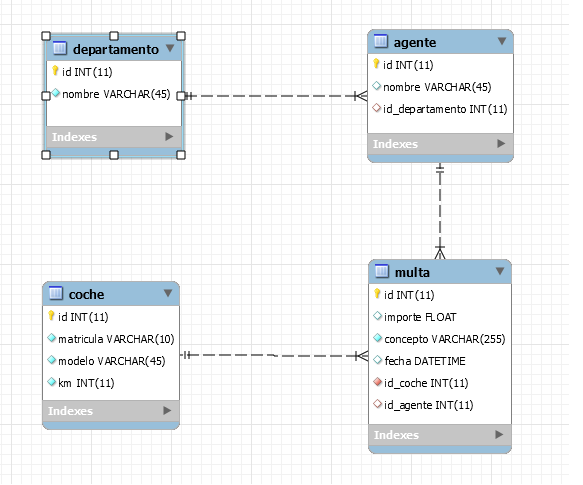 departamento
id INT(11)
nombre VARCHAR(45)
Indexes
agente
id INT(11)
nombre VARCHAR(45)
id_departamento INT(11)
Indexes
coche
id INT(11)
matricula VARCHAR(10)
modelo VARCHAR(45)
km INT(11)
Indexes
multa
id INT(11)
importe FLOAT
concepto VARCHAR(255)
fecha DATETIME
id_coche INT(11)
id_agente INT(11)
Indexes